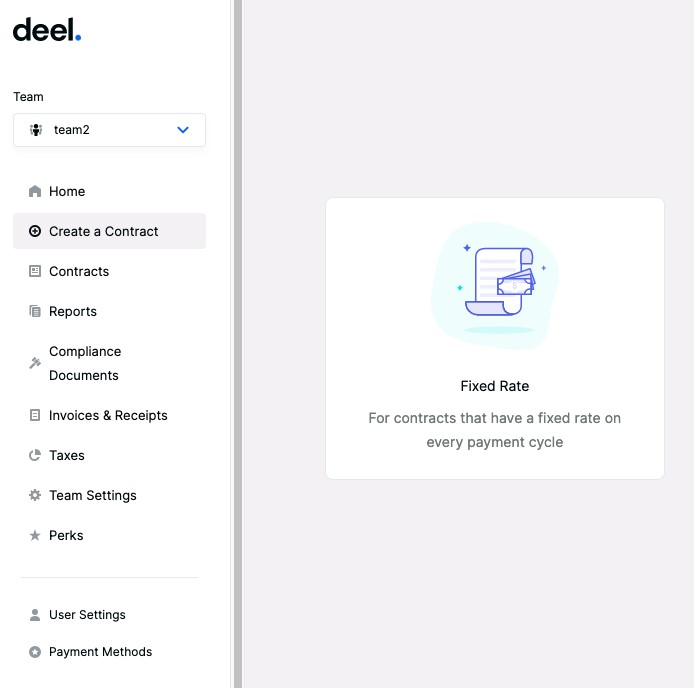 deel.
Team
team2
Home
Create a Contract
Contracts
Reports
Compliance
Documents
Invoices & Receipts
Taxes
Team Settings
Perks
User Settings
Payment Methods
$
Fixed Rate
For contracts that have a fixed rate on
every payment cycle